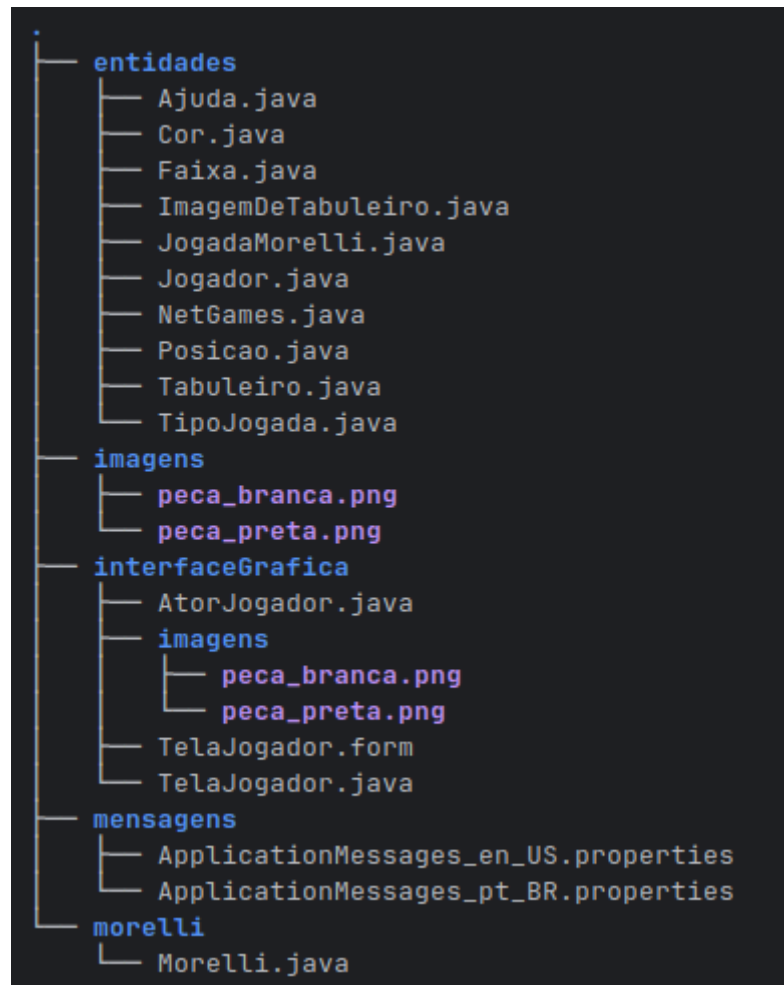 .
├── entidades
│   ├── Ajuda.java
│   ├── Cor.java
│   ├── Faixa.java
│   ├── ImagemDeTabuleiro.java
│   ├── JogadaMorelli.java
│   ├── Jogador.java
│   ├── NetGames.java
│   ├── Posicao.java
│   ├── Tabuleiro.java
│   └── TipoJogada.java
├── imagens
│   ├── peca_branca.png
│   └── peca_preta.png
├── interfaceGrafica
│   ├── AtorJogador.java
│   ├── imagens
│   │   ├── peca_branca.png
│   │   └── peca_preta.png
│   ├── TelaJogador.form
│   └── TelaJogador.java
├── mensagens
│   ├── ApplicationMessages_en_US.properties
│   └── ApplicationMessages_pt_BR.properties
└── morelli
    └── Morelli.java